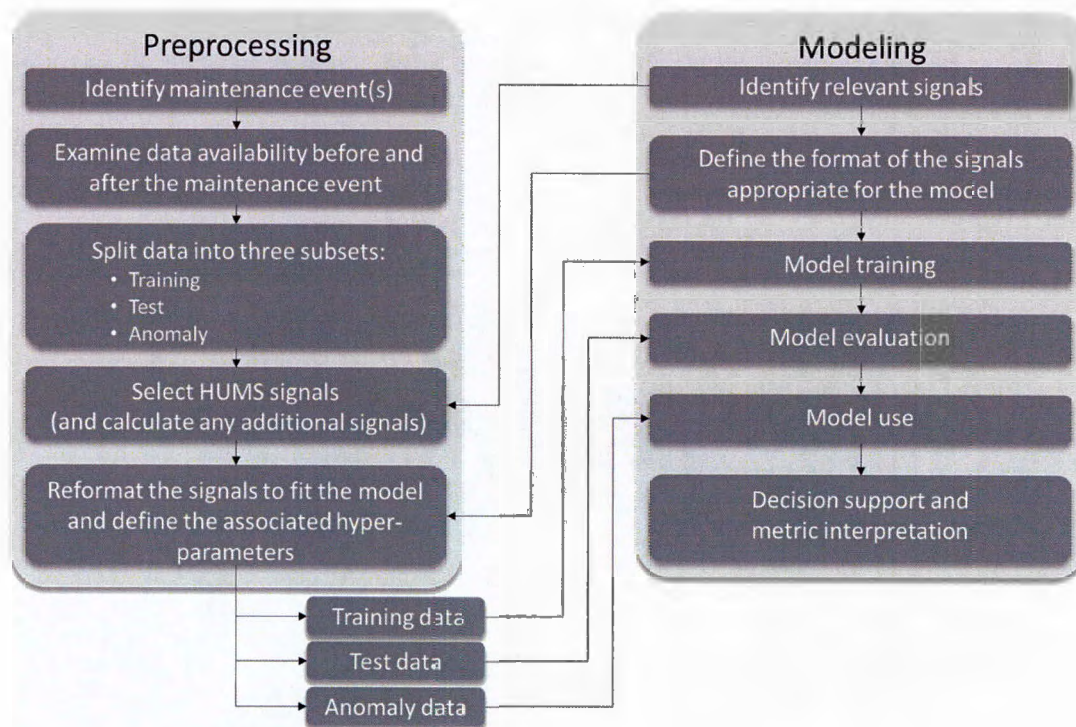 Preprocessing
Identify maintenance event(s)
Examine data availability before and
after the maintenance event
Split data into three subsets:
• Training
• Test
• Anomaly
Select HUMS signals
(and calculate any additional signals)
Reformat the signals to fit the model
and define the associated hyper-
parameters
Training data
Test data
Anomaly data
Modeling
Identify relevant signals
Define the format of the signals
appropriate for the model
Model training
Model evaluation
Model use
Decision support and
metric interpretation